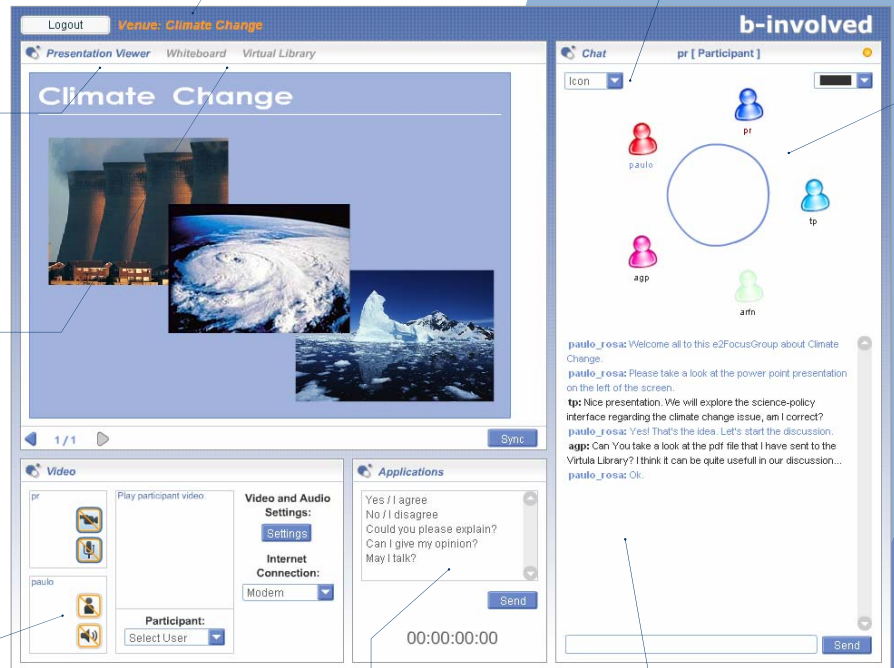 Logout
Venue: Climate Change
b-involved
Presentation Viewer Whiteboard Virtual Library
Climate Change
1 / 1
Sync
Chat
pr [ Participant ]
Icon
pr
paulo
tp
agp
arfn
paulo_rosa: Welcome all to this e2FocusGroup about Climate
Change.
paulo_rosa: Please take a look at the power point presentation
on the left of the screen.
tp: Nice presentation. We will explore the science-policy
interface regarding the climate change issue, am I correct?
paulo_rosa: Yes! That's the idea. Let's start the discussion.
agp: Can You take a look at the pdf file that I have sent to the
Virtula Library? I think it can be quite usefull in our discussion...
paulo_rosa: Ok.
Send
Video
pr
paulo
Play participant video
Participant:
Select User
Video and Audio
Settings:
Settings
Internet
Connection:
Modem
Applications
Yes / I agree
No / I disagree
Could you please explain?
Can I give my opinion?
May I talk?
Send
00:00:00:00